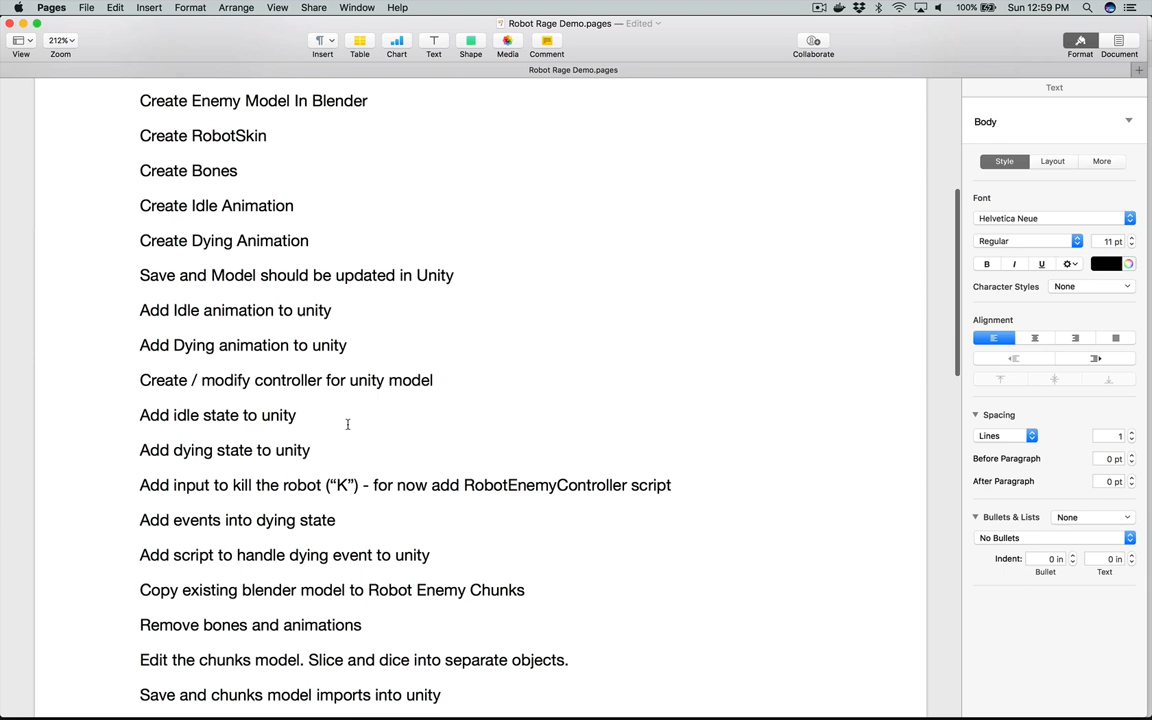 Pages File Edit Insert Format Arrange View Share Window Help 100% Sun 12:59 PM
Robot Rage Demo.pages — Edited
212%
View Zoom Insert Table Chart Text Shape Media Comment Collaborate Format Document
Robot Rage Demo.pages
Create Enemy Model In Blender
Create RobotSkin
Create Bones
Create Idle Animation
Create Dying Animation
Save and Model should be updated in Unity
Add Idle animation to unity
Add Dying animation to unity
Create / modify controller for unity model
Add idle state to unity
Add dying state to unity
Add input to kill the robot (“K”) - for now add RobotEnemyController script
Add events into dying state
Add script to handle dying event to unity
Copy existing blender model to Robot Enemy Chunks
Remove bones and animations
Edit the chunks model. Slice and dice into separate objects.
Save and chunks model imports into unity
Text
Body
Style Layout More
Font
Helvetica Neue
Regular 11 pt
B I U
Character Styles None
Alignment
Spacing
Lines 1
Before Paragraph 0 pt
After Paragraph 0 pt
Bullets & Lists None
No Bullets
Indent: 0 in 0 in
Bullet Text